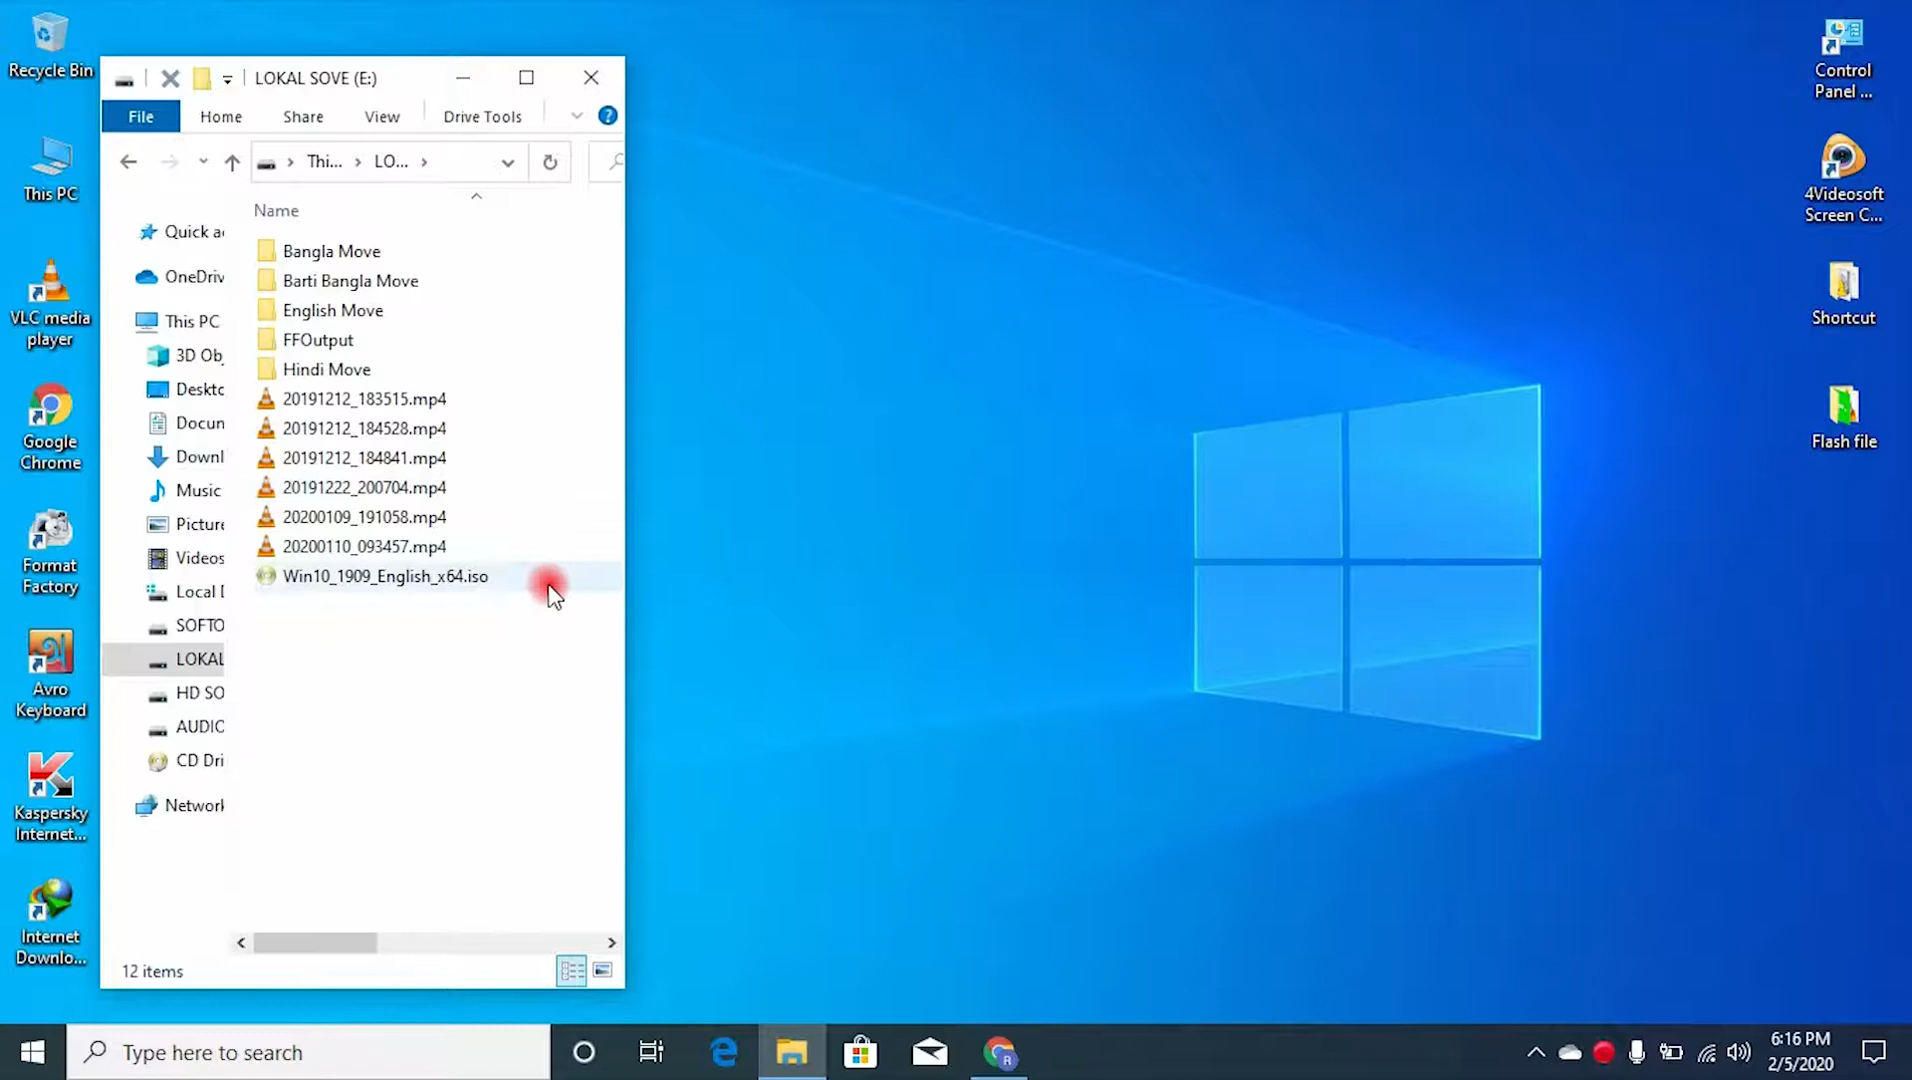 Recycle Bin
This PC
VLC media
player
Google
Chrome
Format
Factory
Avro
Keyboard
Kaspersky
Internet...
Internet
Downlo...
LOKAL SOVE (E:)
File Home Share View Drive Tools
Thi... LO...
Quick a
OneDriv
This PC
3D Ob
Deskto
Docun
Downl
Music
Picture
Videos
Local D
SOFTO
LOKAL
HD SO
AUDIO
CD Dri
Network
Name
Bangla Move
Barti Bangla Move
English Move
FFOutput
Hindi Move
20191212_183515.mp4
20191212_184528.mp4
20191212_184841.mp4
20191222_200704.mp4
20200109_191058.mp4
20200110_093457.mp4
Win10_1909_English_x64.iso
12 items
Control
Panel ...
4Videosoft
Screen C...
Shortcut
Flash file
Type here to search
R
6:16 PM
2/5/2020